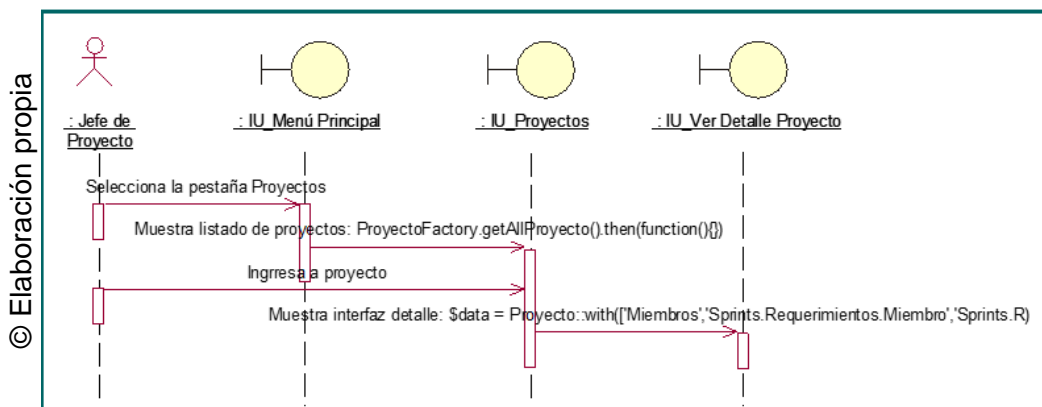 © Elaboración propia
: Jefe de
Proyecto
: IU_Menú Principal
: IU_Proyectos
: IU_Ver Detalle Proyecto
Selecciona la pestaña Proyectos
Muestra listado de proyectos: ProyectoFactory.getAllProyecto().then(function(){})
Ingrresa a proyecto
Muestra interfaz detalle: $data = Proyecto::with(['Miembros','Sprints.Requerimientos.Miembro','Sprints.R)